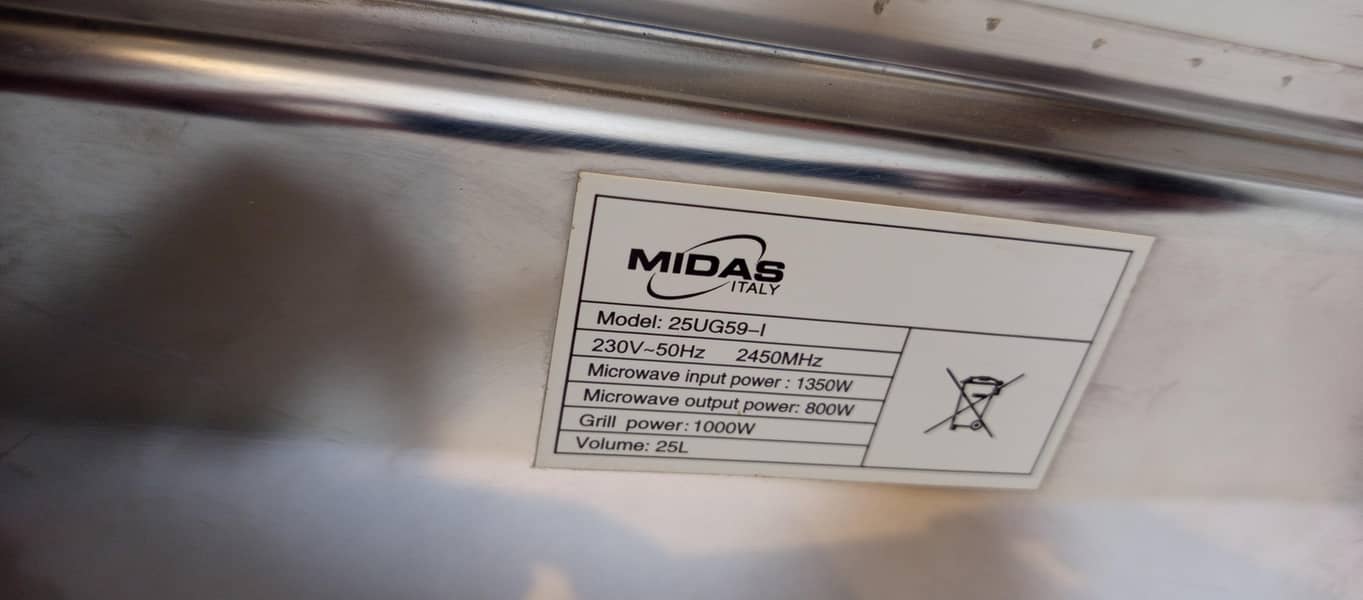 MIDAS
ITALY
Model: 25UG59-I
230V~50Hz 2450MHz
Microwave input power : 1350W
Microwave output power: 800W
Grill power: 1000W
Volume: 25L